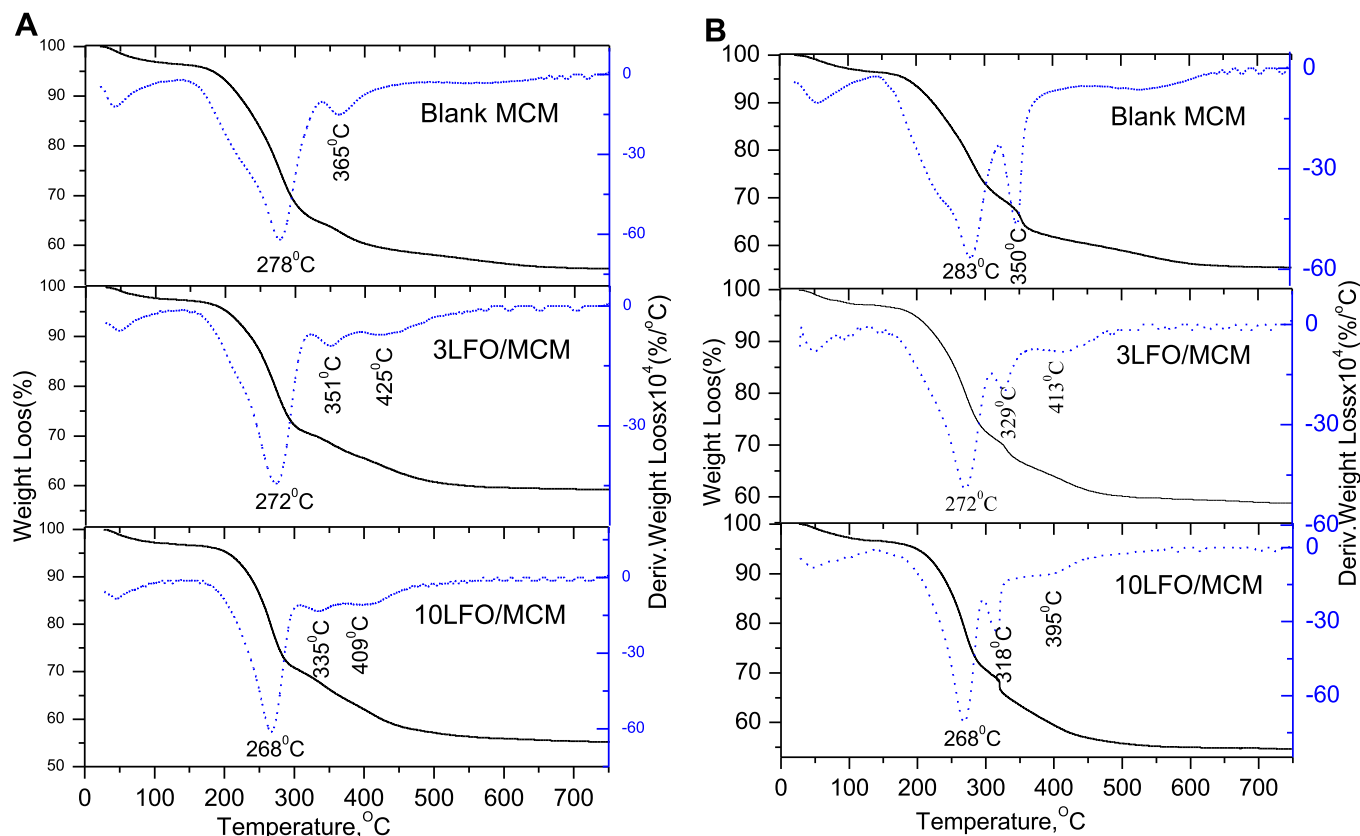 A
100
90
80
70
60
0
-30
-60
Blank MCM
365⁰C
278⁰C
100
90
80
70
60
0
-30
3LFO/MCM
351⁰C
425⁰C
272⁰C
100
90
80
70
60
50
0
-30
-60
10LFO/MCM
335⁰C
409⁰C
268⁰C
Weight Loos(%)
Deriv.Weight Loossx10⁴(%/⁰C)
0 100 200 300 400 500 600 700
Temperature,ᴼC
B
100
90
80
70
60
0
-30
-60
Blank MCM
283⁰C
350⁰C
100
90
80
70
60
0
-30
-60
3LFO/MCM
329⁰C
413⁰C
272⁰C
100
90
80
70
60
0
-30
-60
10LFO/MCM
318⁰C
395⁰C
268⁰C
Weight Loos(%)
Deriv.Weight Lossx10⁴(%/⁰C)
0 100 200 300 400 500 600 700
Temperature,ᴼC